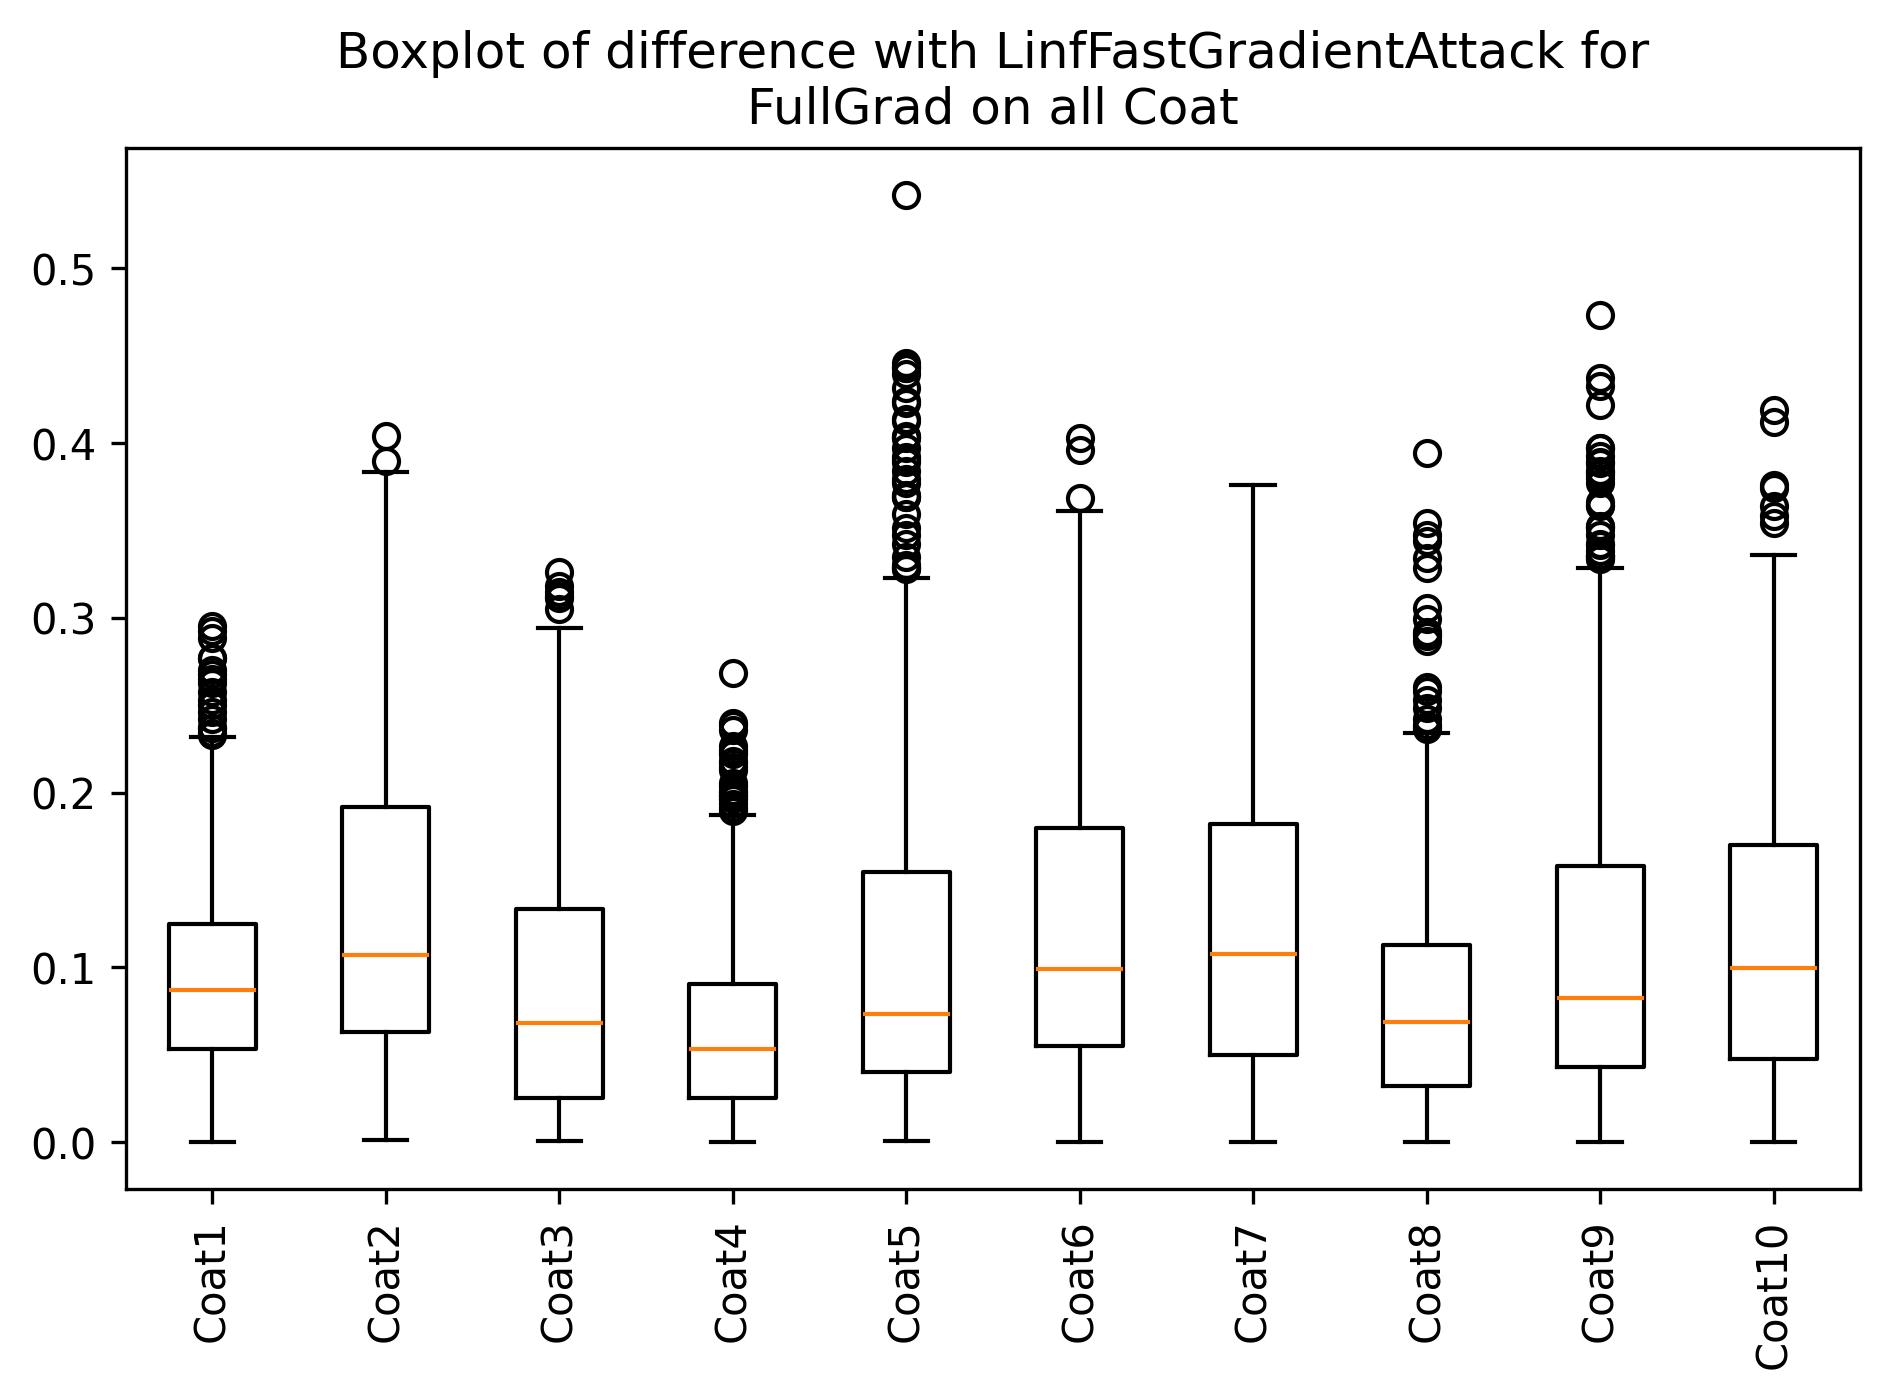 Boxplot of difference with LinfFastGradientAttack for
FullGrad on all Coat
0.5
0.4
0.3
0.2
0.1
0.0
Coat1
Coat2
Coat3
Coat4
Coat5
Coat6
Coat7
Coat8
Coat9
Coat10